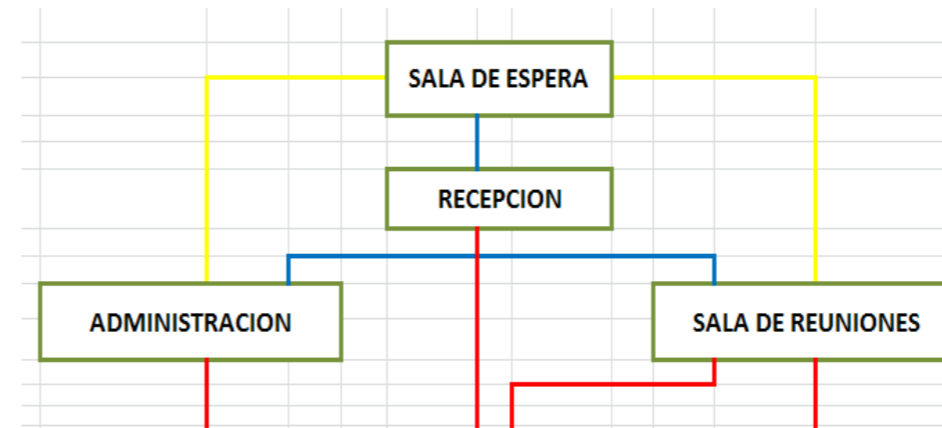 SALA DE ESPERA
RECEPCION
ADMINISTRACION
SALA DE REUNIONES